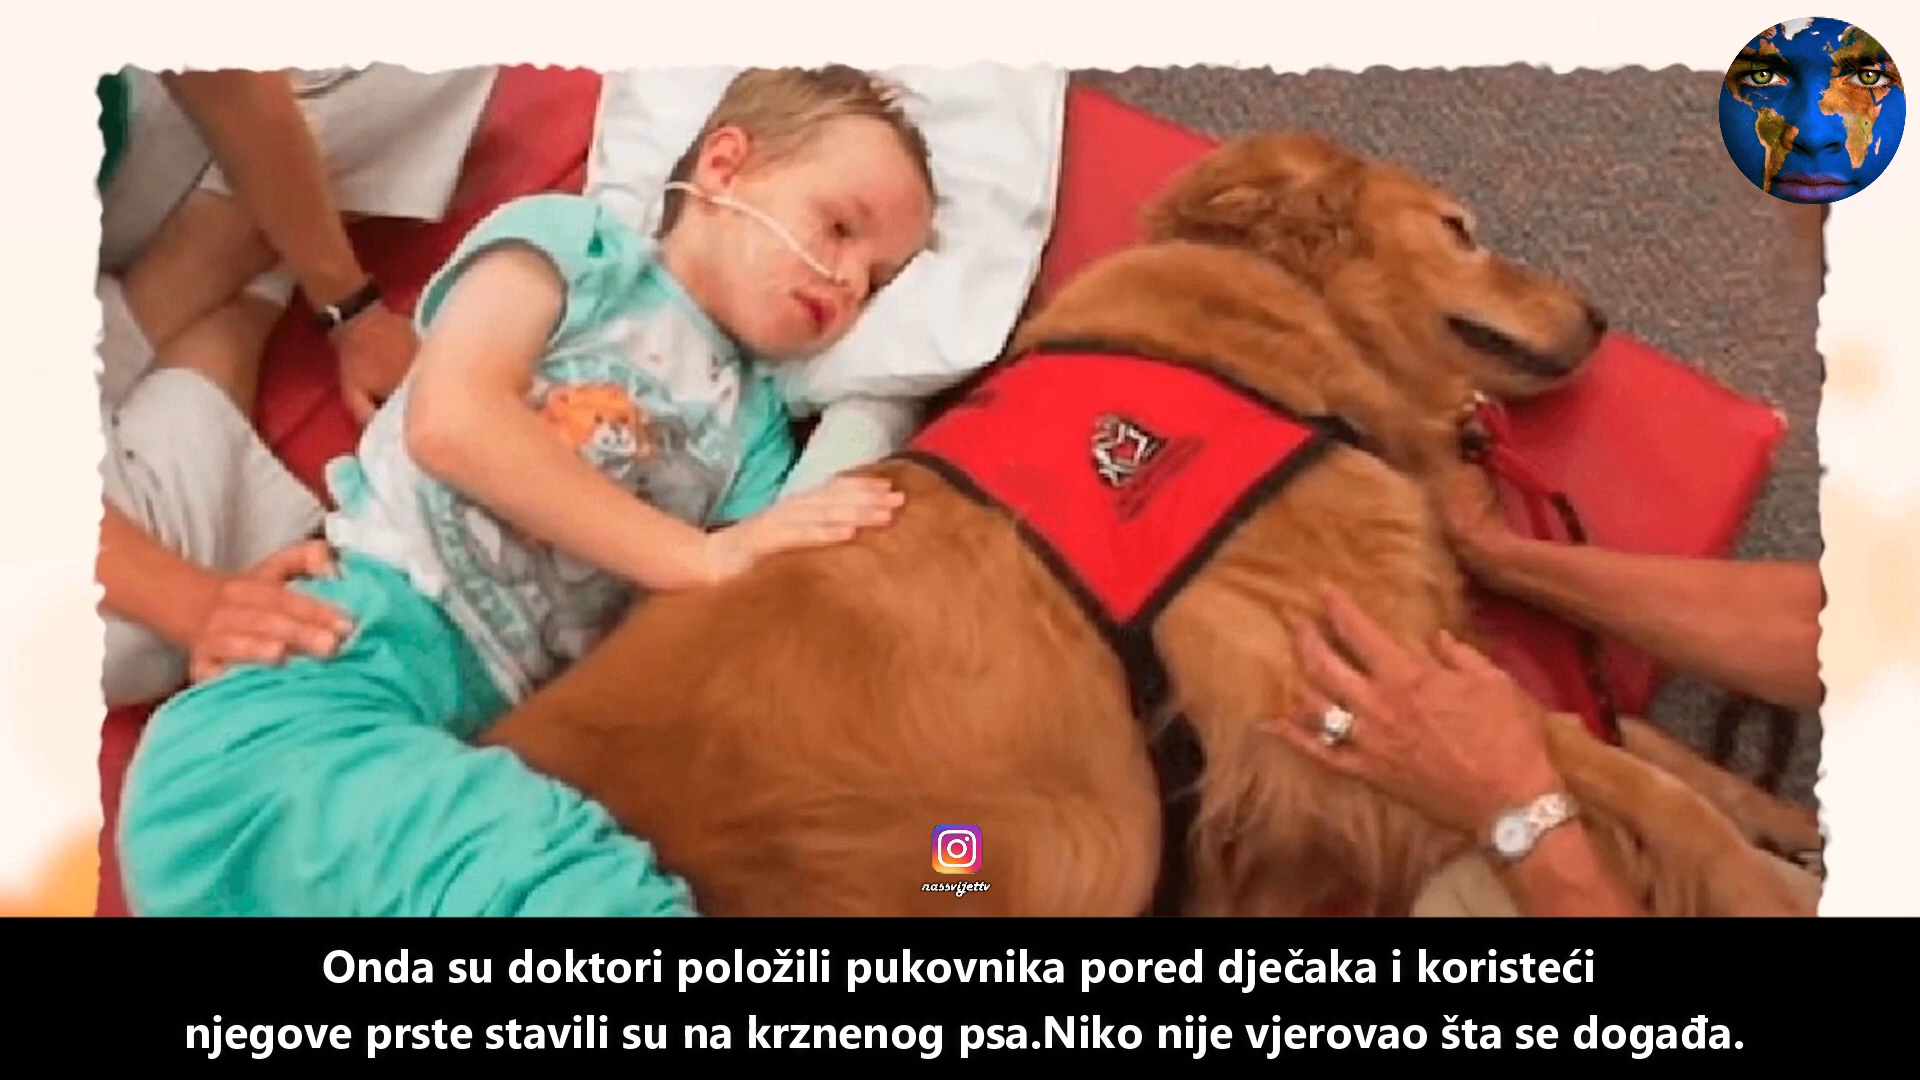 nassvijettv
Onda su doktori položili pukovnika pored dječaka i koristeći
njegove prste stavili su na krznenog psa.Niko nije vjerovao šta se događa.